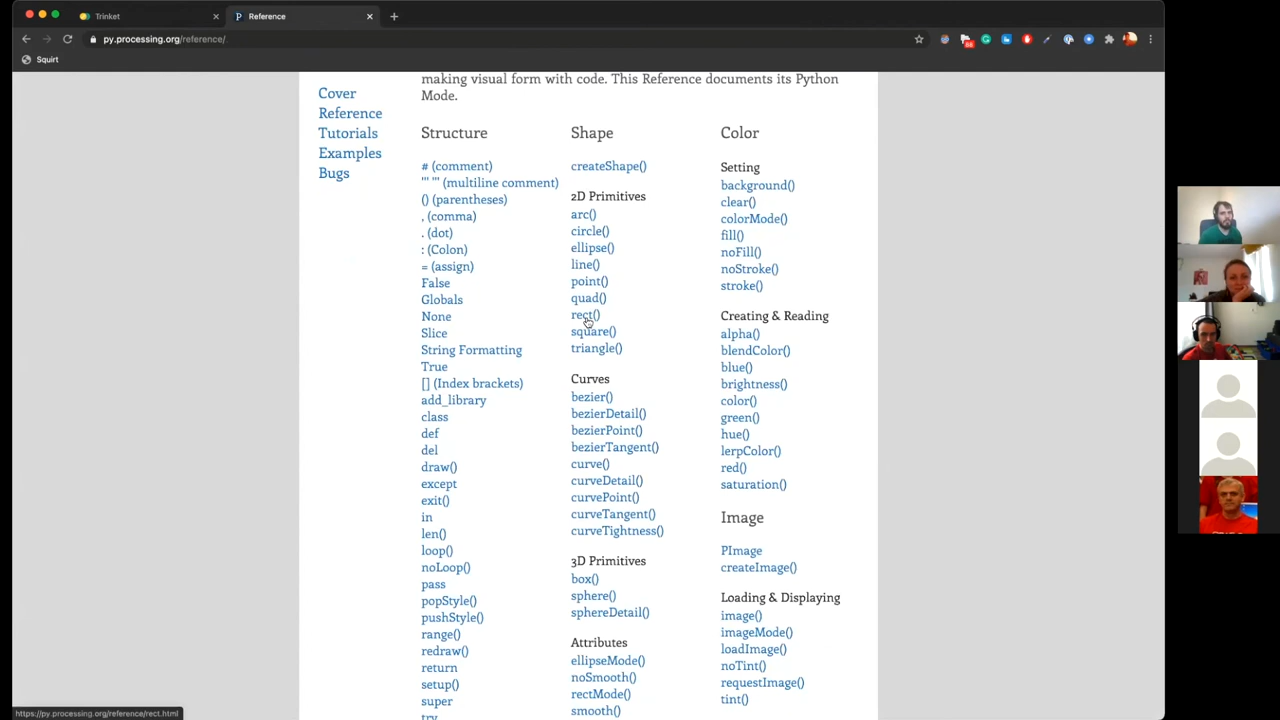 Trinket
Reference
py.processing.org/reference/
68
Squirt
making visual form with code. This Reference documents its Python
Mode.
Cover
Reference
Tutorials
Examples
Bugs
Structure
# (comment)
''' ''' (multiline comment)
() (parentheses)
, (comma)
. (dot)
: (Colon)
= (assign)
False
Globals
None
Slice
String Formatting
True
[] (Index brackets)
add_library
class
def
del
draw()
except
exit()
in
len()
loop()
noLoop()
pass
popStyle()
pushStyle()
range()
redraw()
return
setup()
super
try
Shape
createShape()
2D Primitives
arc()
circle()
ellipse()
line()
point()
quad()
rect()
square()
triangle()
Curves
bezier()
bezierDetail()
bezierPoint()
bezierTangent()
curve()
curveDetail()
curvePoint()
curveTangent()
curveTightness()
3D Primitives
box()
sphere()
sphereDetail()
Attributes
ellipseMode()
noSmooth()
rectMode()
smooth()
Color
Setting
background()
clear()
colorMode()
fill()
noFill()
noStroke()
stroke()
Creating & Reading
alpha()
blendColor()
blue()
brightness()
color()
green()
hue()
lerpColor()
red()
saturation()
Image
PImage
createImage()
Loading & Displaying
image()
imageMode()
loadImage()
noTint()
requestImage()
tint()
https://py.processing.org/reference/rect.html